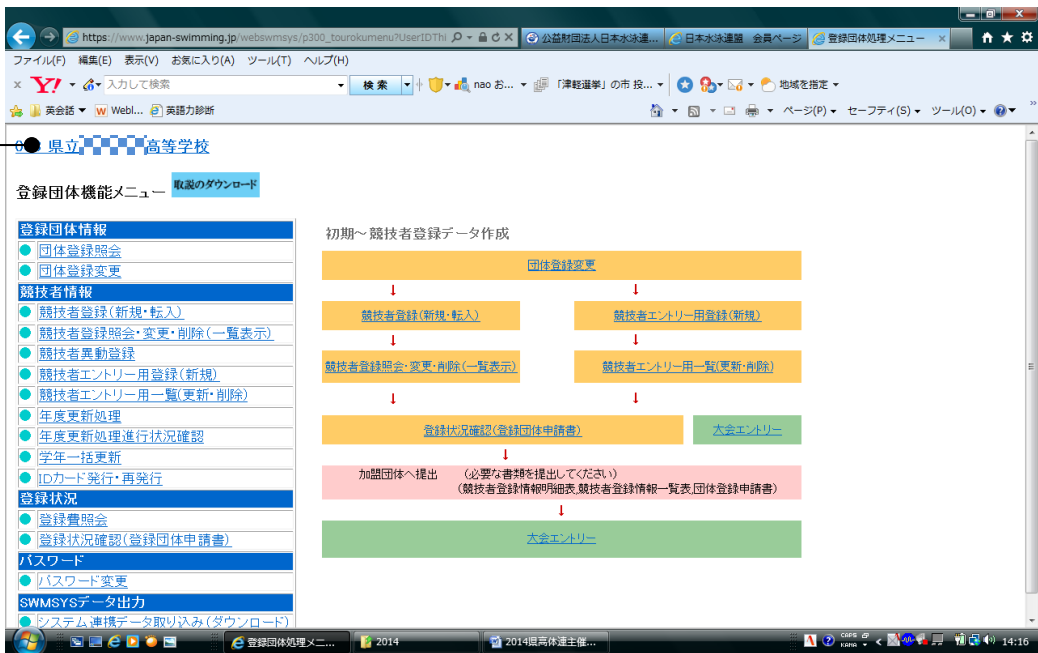 https://www.japan-swimming.jp/webswmsys/p300_tourokumenu?UserIDThi
公益財団法人日本水泳連...
日本水泳連盟 会員ページ
登録団体処理メニュー
ファイル(F) 編集(E) 表示(V) お気に入り(A) ツール(T) ヘルプ(H)
Y! 入力して検索 検索 nao お... 「津軽選挙」の市 投... 地域を指定
英会話 Webl... 英語力診断 ページ(P) セーフティ(S) ツール(O)
県立 高等学校
登録団体機能メニュー 取説のダウンロード
登録団体情報
団体登録照会
団体登録変更
競技者情報
競技者登録(新規・転入)
競技者登録照会・変更・削除(一覧表示)
競技者異動登録
競技者エントリー用登録(新規)
競技者エントリー用一覧(更新・削除)
年度更新処理
年度更新処理進行状況確認
学年一括更新
IDカード発行・再発行
登録状況
登録費照会
登録状況確認(登録団体申請書)
パスワード
パスワード変更
SWMSYSデータ出力
システム連携データ取り込み(ダウンロード)
初期~競技者登録データ作成
団体登録変更
↓ ↓
競技者登録(新規・転入) 競技者エントリー用登録(新規)
↓
競技者登録照会・変更・削除(一覧表示) 競技者エントリー用一覧(更新・削除)
↓ ↓
登録状況確認(登録団体申請書) 大会エントリー
↓
加盟団体へ提出 (必要な書類を提出してください)
(競技者登録情報明細表,競技者登録情報一覧表,団体登録申請書)
↓
大会エントリー
登録団体処理メニ... 2014 2014県高体連主催... CAPS KANA 14:16